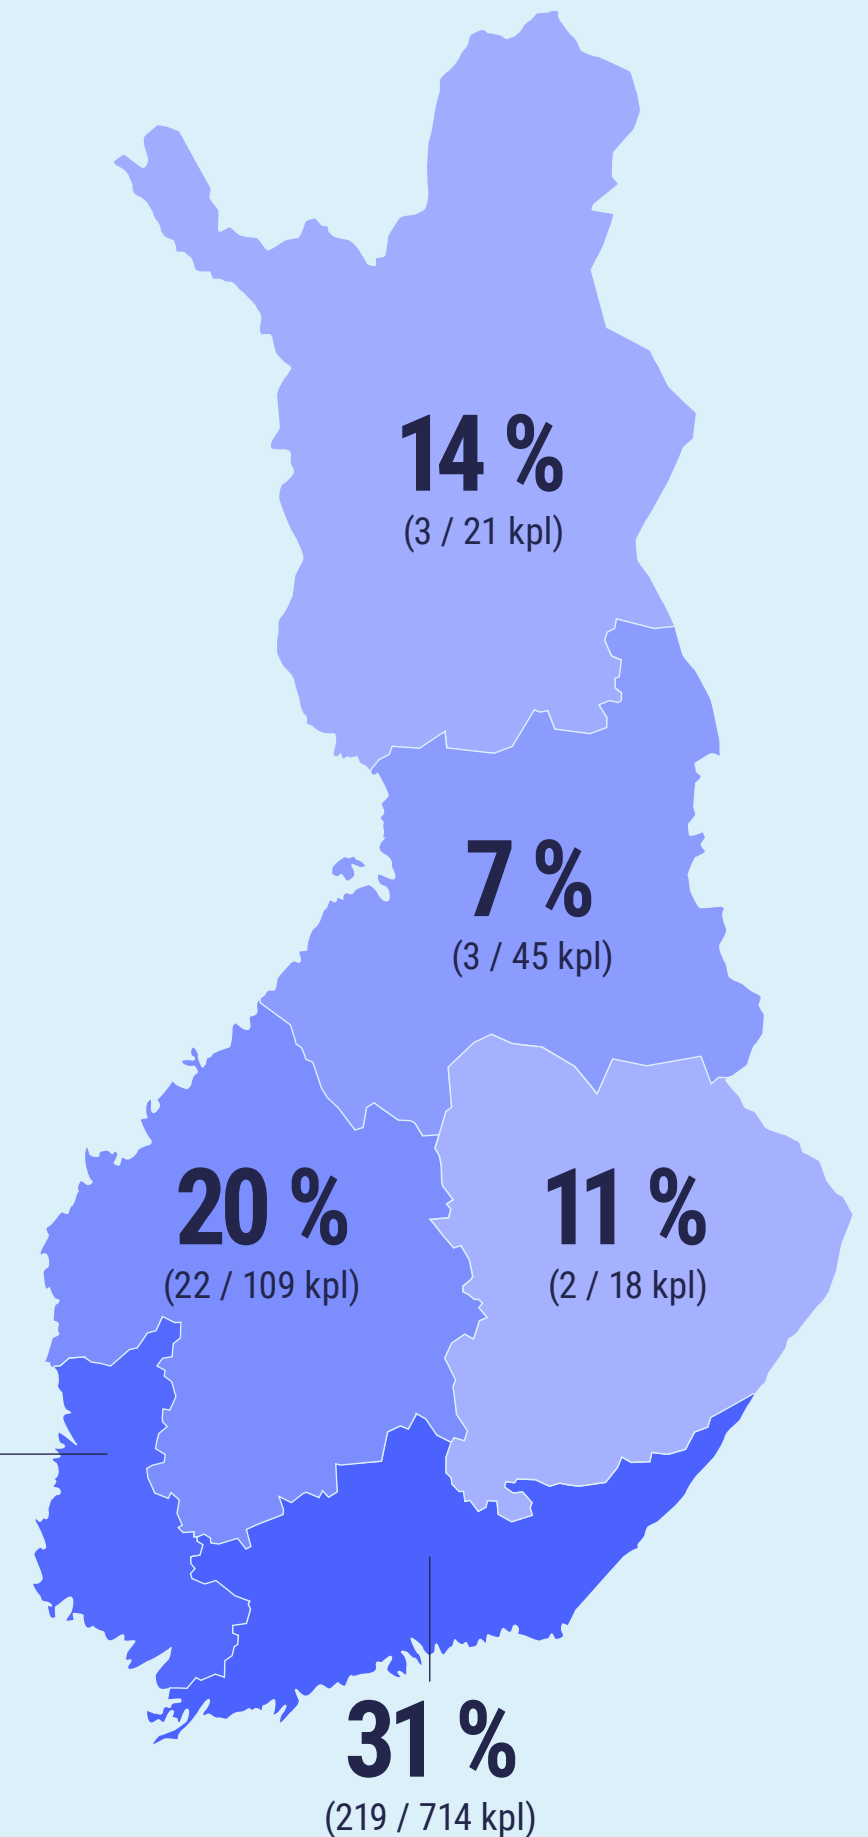 14 %
(3 / 21 kpl)
7 %
(3 / 45 kpl)
20 %
(22 / 109 kpl)
11 %
(2 / 18 kpl)
31 %
(219 / 714 kpl)